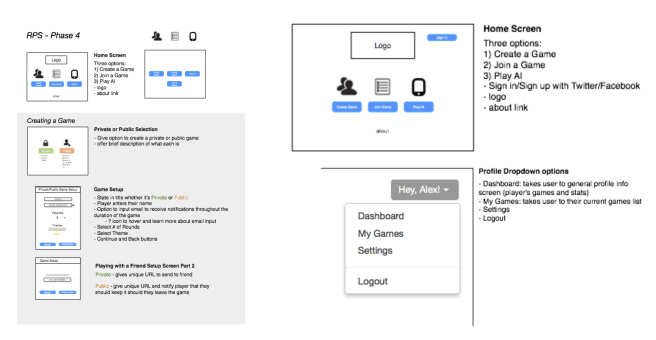 RPS - Phase 4
Logo
Home Screen
Three options:
1) Create a Game
2) Join a Game
3) Play AI
- logo
- about link
Creating a Game
Private or Public Selection
- Give option to create a private or public game
- offer brief description of what each is
Private/Public Game Setup
Rounds
Theme
Game Setup
- State in title whether it's Private or Public
- Player enters their name
- Option to input email to receive notifications throughout the
duration of the game
- ? icon to hover and learn more about email input
- Select # of Rounds
- Select Theme
- Continue and Back buttons
Game Setup
Playing with a Friend Setup Screen Part 2
Private - gives unique URL to send to friend
Public - give unique URL and notify player that they
should keep it should they leave the game
Logo
Sign in
Create Game
Join Game
Play AI
about
Home Screen
Three options:
1) Create a Game
2) Join a Game
3) Play AI
- Sign in/Sign up with Twitter/Facebook
- logo
- about link
Hey, Alex!
Dashboard
My Games
Settings
Logout
Profile Dropdown options
- Dashboard: takes user to general profile info
screen (player's games and stats)
- My Games: takes user to their current games list
- Settings
- Logout